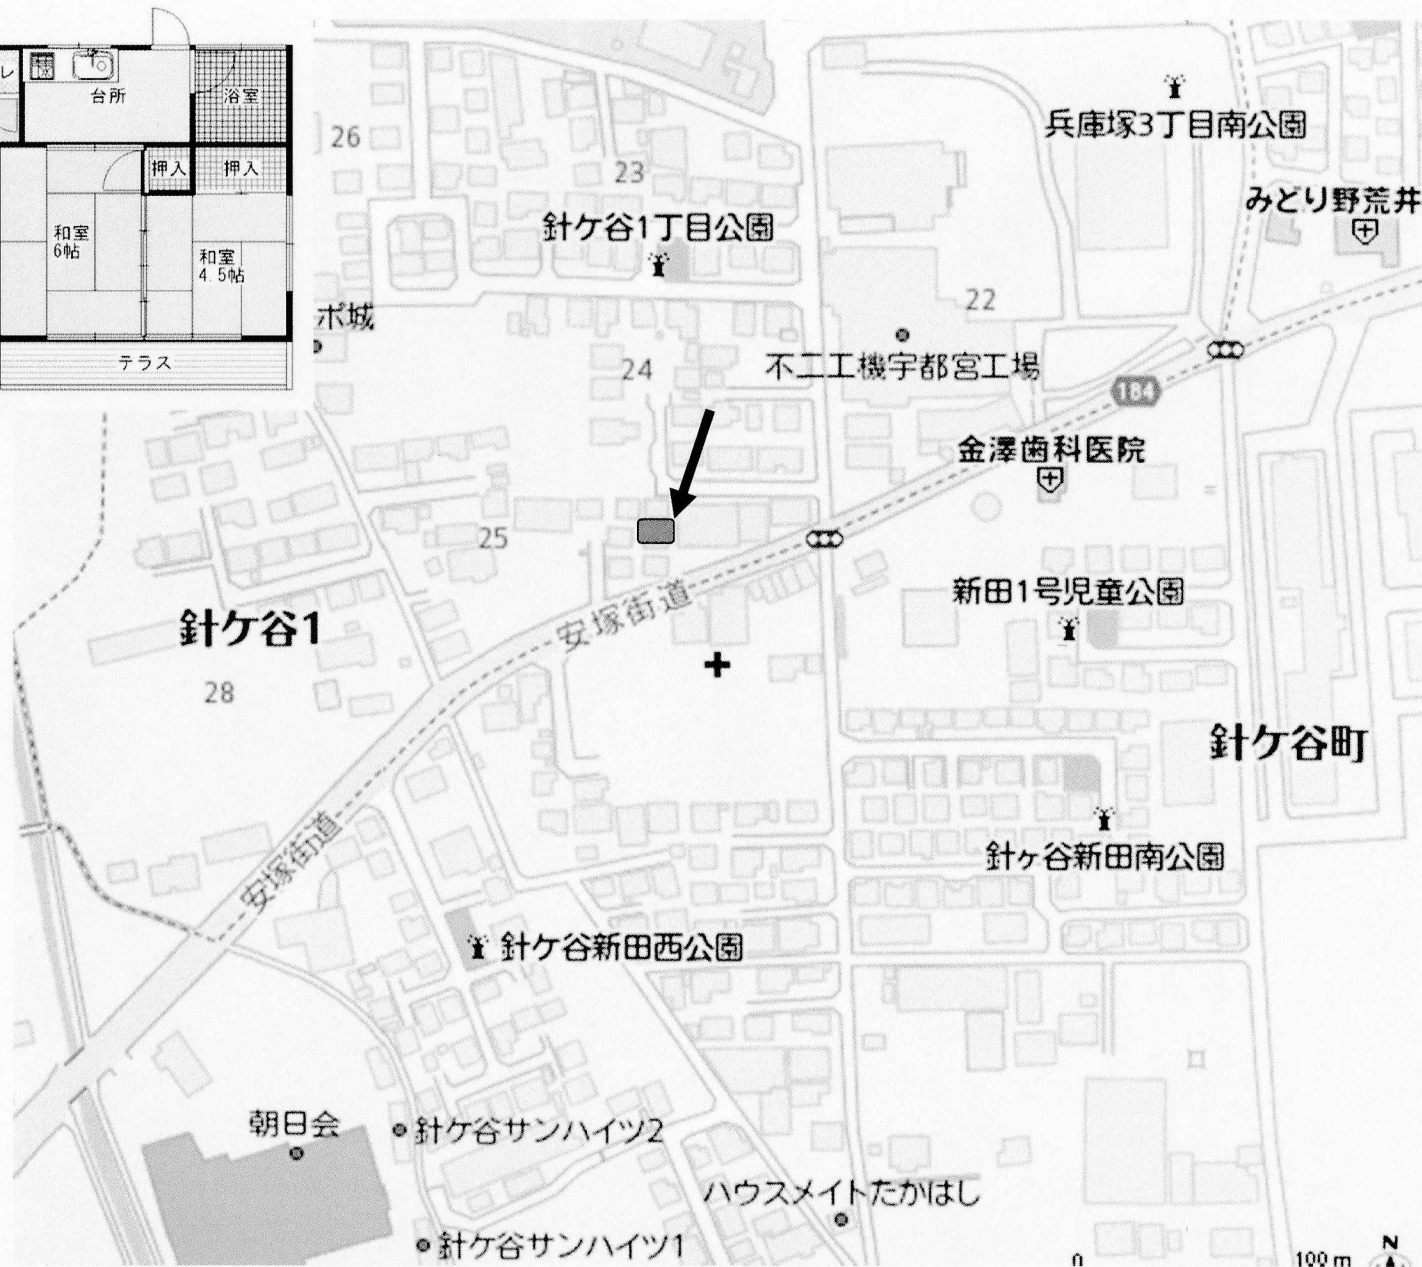 レ
台所
浴室
押入
押入
和室
6帖
和室
4.5帖
テラス
26
23
兵庫塚3丁目南公園
みどり野荒井
針ケ谷1丁目公園
22
ポ城
24
不二工機宇都宮工場
184
金澤歯科医院
25
新田1号児童公園
安塚街道
針ケ谷1
28
針ケ谷町
安塚街道
針ヶ谷新田南公園
針ケ谷新田西公園
朝日会
針ケ谷サンハイツ2
ハウスメイトたかはし
針ケ谷サンハイツ1
0
100m
N